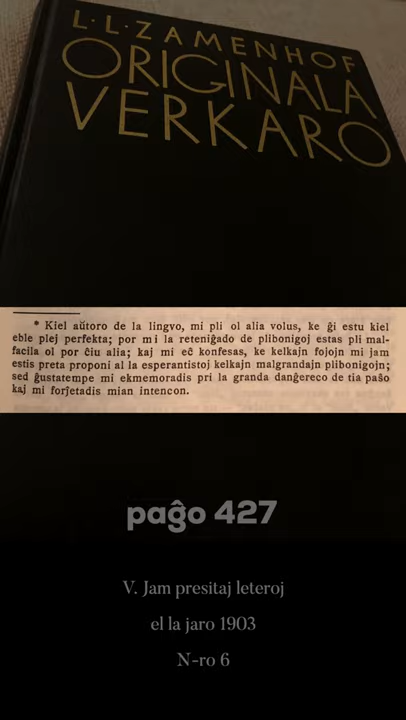 L·L·ZAMENHOF
ORIGINALA
VERKARO
* Kiel aŭtoro de la lingvo, mi pli ol alia volus, ke ĝi estu kiel
eble plej perfekta; por mi la reteniĝado de plibonigoj estas pli mal-
facila ol por ĉiu alia; kaj mi eĉ konfesas, ke kelkajn fojojn mi jam
estis preta proponi al la esperantistoj kelkajn malgrandajn plibonigojn;
sed ĝustatempe mi ekmemoradis pri la granda danĝereco de tia paŝo
kaj mi forĵetadis mian intencon.
paĝo 427
V. Jam presitaj leteroj
el la jaro 1903
N-ro 6